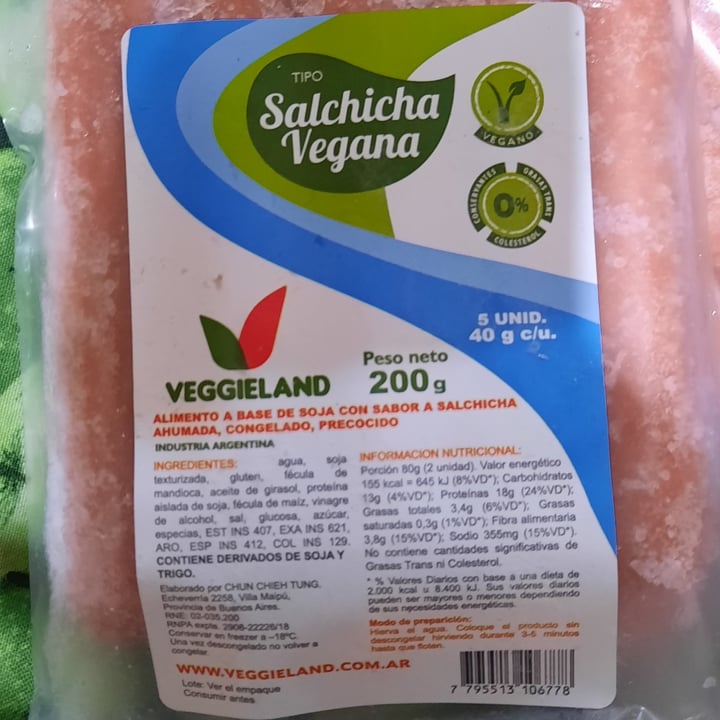 TIPO
Salchicha
Vegana
VEGANO
CONSERVANTES
GRASAS TRANS
0%
COLESTEROL
5 UNID.
40 g c/u.
Peso neto
200 g
VEGGIELAND
ALIMENTO A BASE DE SOJA CON SABOR A SALCHICHA
AHUMADA, CONGELADO, PRECOCIDO
INDUSTRIA ARGENTINA
INGREDIENTES: agua, soja
texturizada, gluten, fécula de
mandioca, aceite de girasol, proteína
aislada de soja, fécula de maíz, vinagre
de alcohol, sal, glucosa, azúcar,
especias, EST INS 407, EXA INS 621,
ARO, ESP INS 412, COL INS 129.
CONTIENE DERIVADOS DE SOJA Y
TRIGO.
Elaborado por CHUN CHIEH TUNG.
Echeverría 2258, Villa Maipú,
Provincia de Buenos Aires.
RNE: 02-035,200
RNPA expte. 2906-22226/18
Conservar en freezer a -18ºC.
Una vez descongelado no volver a
congelar.
INFORMACION NUTRICIONAL:
Porción 80g (2 unidad). Valor energético
155 kcal = 645 kJ (8%VD*); Carbohidratos
13g (4%VD*); Proteínas 18g (24%VD*);
Grasas totales 3,4g (6%VD*); Grasas
saturadas 0,3g (1%VD*); Fibra alimentaria
3,8g (15%VD*); Sodio 355mg (15%VD*).
No contiene cantidades significativas de
Grasas Trans ni Colesterol.
* % Valores Diarios con base a una dieta de
2.000 kcal u 8.400 kJ. Sus valores diarios
pueden ser mayores o menores dependiendo
de sus necesidades energéticas.
Modo de preparación:
Hierva el agua. Coloque el producto sin
descongelar hirviendo durante 3-5 minutos
hasta que floten.
WWW.VEGGIELAND.COM.AR
Lote: Ver el empaque
Consumir antes
7 795513 106778